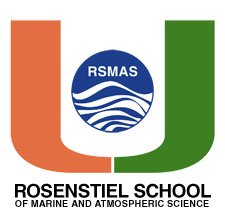 RSMAS
ROSENSTIEL SCHOOL
OF MARINE AND ATMOSPHERIC SCIENCE